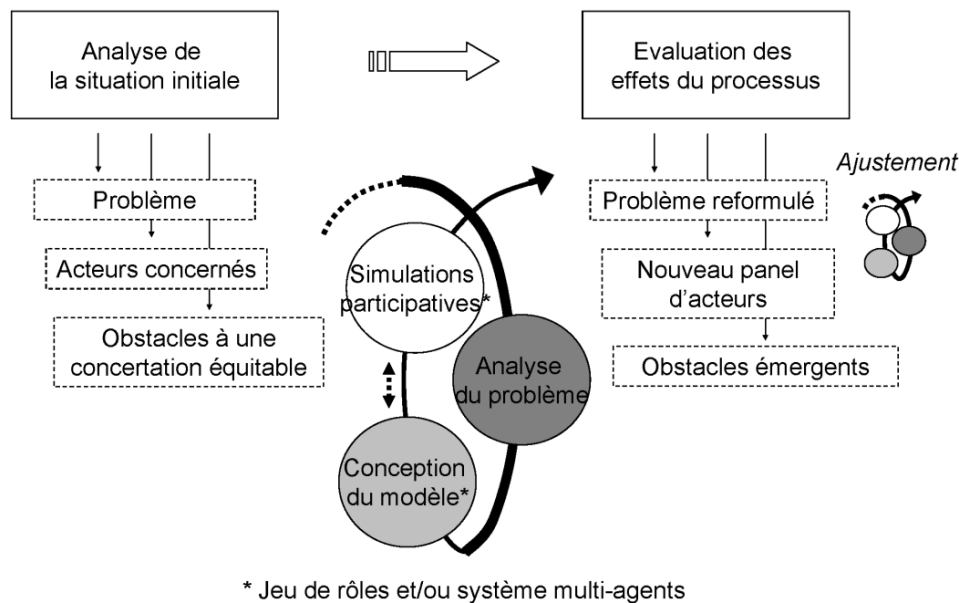 Analyse de
la situation initiale
Problème
Acteurs concernés
Obstacles à une
concertation équitable
Simulations
participatives*
Analyse
du problème
Conception
du modèle*
Evaluation des
effets du processus
Problème reformulé
Nouveau panel
d'acteurs
Obstacles émergents
Ajustement
* Jeu de rôles et/ou système multi-agents